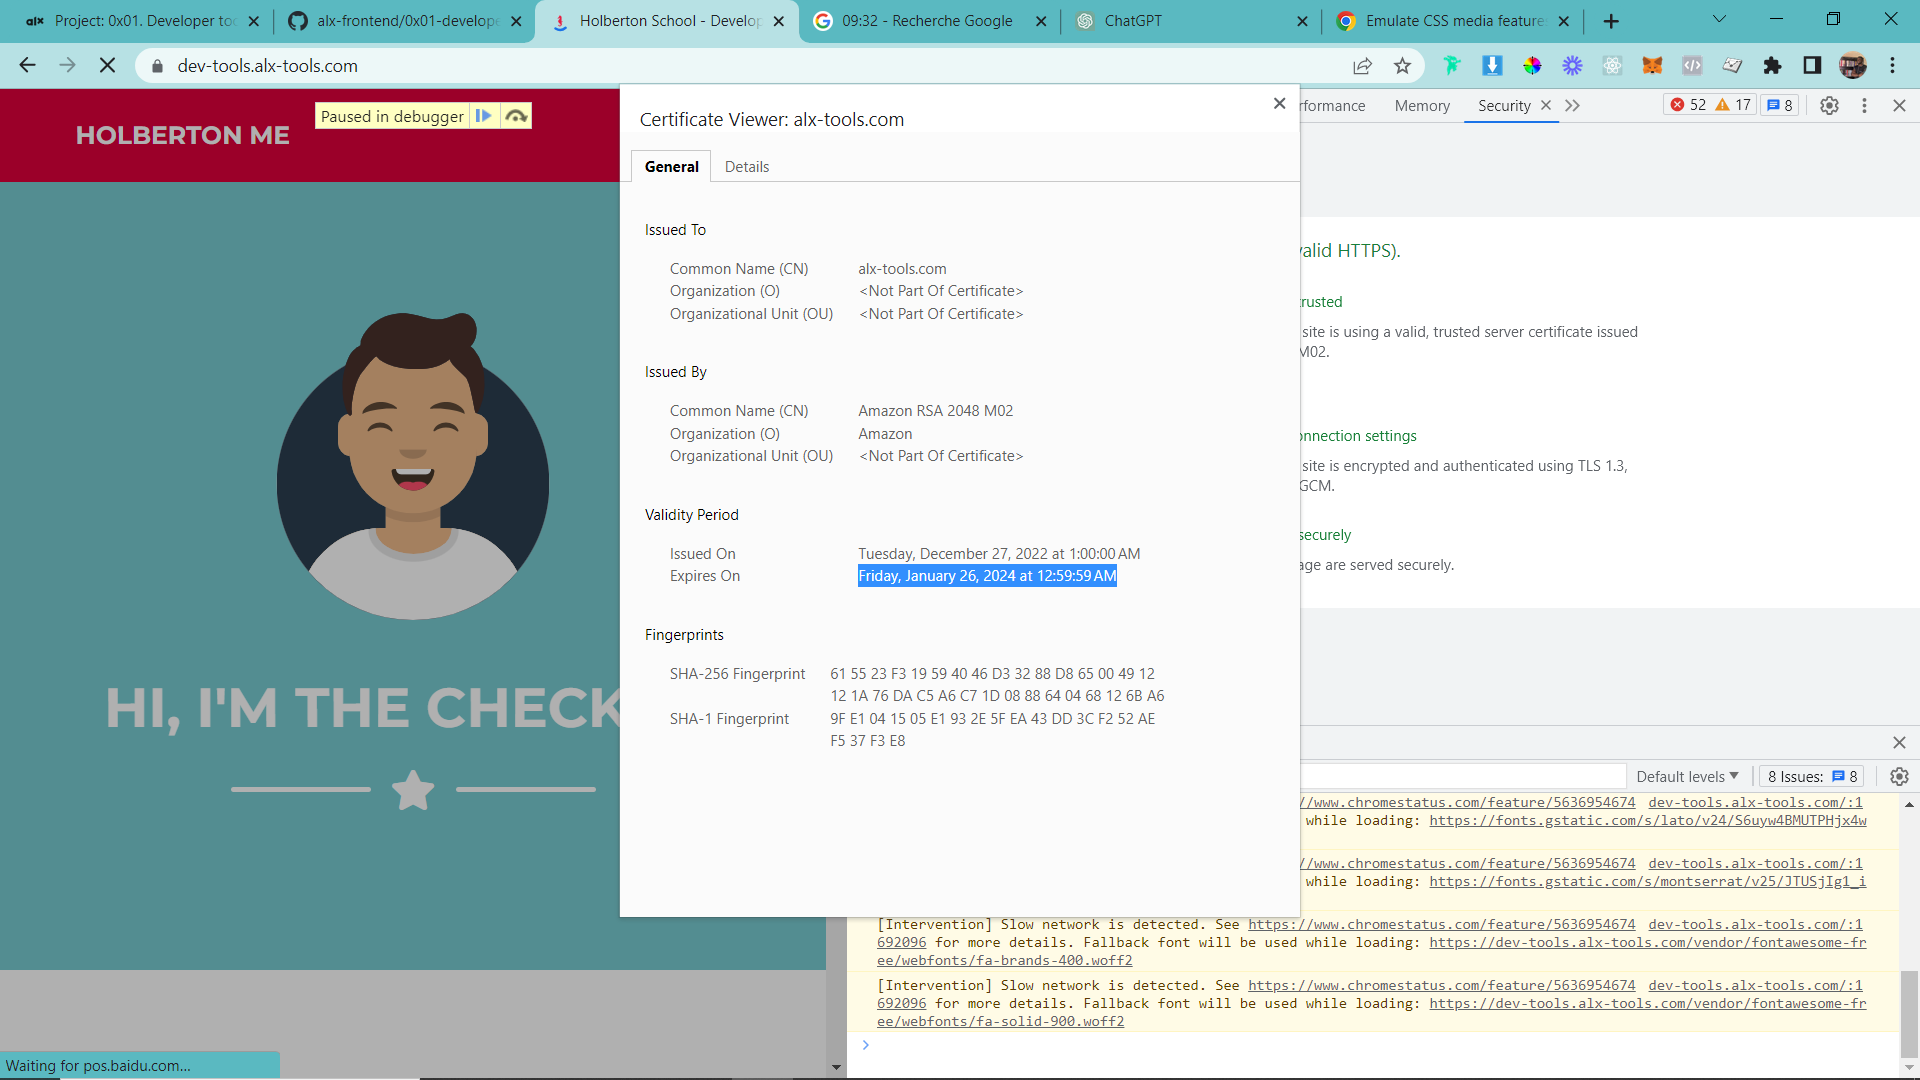 Project: 0x01. Developer too
alx-frontend/0x01-develope
Holberton School - Develop
09:32 - Recherche Google
ChatGPT
Emulate CSS media features
dev-tools.alx-tools.com
HOLBERTON ME
Paused in debugger
Certificate Viewer: alx-tools.com
rformance
Memory
Security
52
17
8
General
Details
Issued To
Common Name (CN)
alx-tools.com
Organization (O)
<Not Part Of Certificate>
Organizational Unit (OU)
<Not Part Of Certificate>
Issued By
Common Name (CN)
Amazon RSA 2048 M02
Organization (O)
Amazon
Organizational Unit (OU)
<Not Part Of Certificate>
Validity Period
Issued On
Tuesday, December 27, 2022 at 1:00:00 AM
Expires On
Friday, January 26, 2024 at 12:59:59 AM
Fingerprints
SHA-256 Fingerprint
61 55 23 F3 19 59 40 46 D3 32 88 D8 65 00 49 12
12 1A 76 DA C5 A6 C7 1D 08 88 64 04 68 12 6B A6
SHA-1 Fingerprint
9F E1 04 15 05 E1 93 2E 5F EA 43 DD 3C F2 52 AE
F5 37 F3 E8
valid HTTPS).
trusted
site is using a valid, trusted server certificate issued
M02.
onnection settings
site is encrypted and authenticated using TLS 1.3,
GCM.
securely
age are served securely.
HI, I'M THE CHECK
Default levels
8 Issues:
8
//www.chromestatus.com/feature/5636954674 dev-tools.alx-tools.com/:1
while loading: https://fonts.gstatic.com/s/lato/v24/S6uyw4BMUTPHjx4w
//www.chromestatus.com/feature/5636954674 dev-tools.alx-tools.com/:1
while loading: https://fonts.gstatic.com/s/montserrat/v25/JTUSjIg1_i
[Intervention] Slow network is detected. See https://www.chromestatus.com/feature/5636954674 dev-tools.alx-tools.com/:1
692096 for more details. Fallback font will be used while loading: https://dev-tools.alx-tools.com/vendor/fontawesome-fr
ee/webfonts/fa-brands-400.woff2
[Intervention] Slow network is detected. See https://www.chromestatus.com/feature/5636954674 dev-tools.alx-tools.com/:1
692096 for more details. Fallback font will be used while loading: https://dev-tools.alx-tools.com/vendor/fontawesome-fr
ee/webfonts/fa-solid-900.woff2
Waiting for pos.baidu.com...